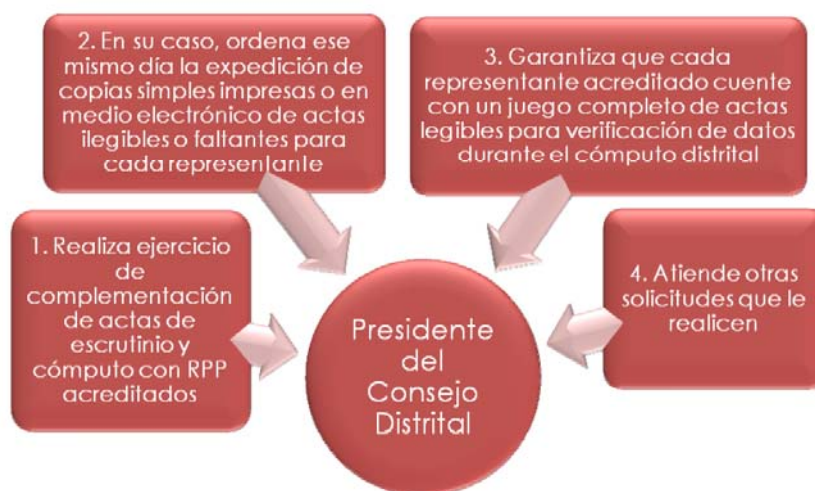 2. En su caso, ordena ese
mismo día la expedición de
copias simples impresas o en
medio electrónico de actas
ilegibles o faltantes para
cada representante
3. Garantiza que cada
representante acreditado cuente
con un juego completo de actas
legibles para verificación de datos
durante el cómputo distrital
1. Realiza ejercicio
de
complementación
de actas de
escrutinio y
cómputo con RPP
acreditados
4. Atiende otras
solicitudes que le
realicen
Presidente
del
Consejo
Distrital